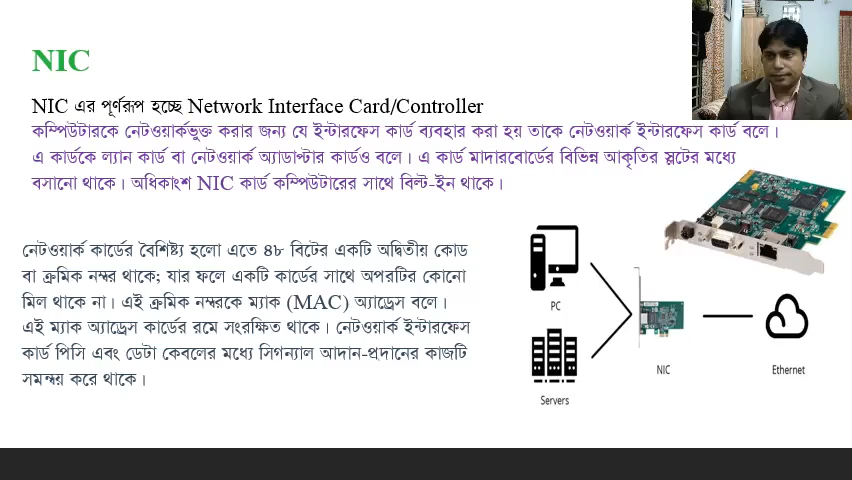 NIC
NIC এর পূর্ণরূপ হচ্ছে Network Interface Card/Controller
কম্পিউটারকে নেটওয়ার্কভুক্ত করার জন্য যে ইন্টারফেস কার্ড ব্যবহার করা হয় তাকে নেটওয়ার্ক ইন্টারফেস কার্ড বলে।
এ কার্ডকে ল্যান কার্ড বা নেটওয়ার্ক অ্যাডাপ্টার কার্ডও বলে। এ কার্ড মাদারবোর্ডের বিভিন্ন আকৃতির স্লটের মধ্যে
বসানো থাকে। অধিকাংশ NIC কার্ড কম্পিউটারের সাথে বিল্ট-ইন থাকে।
নেটওয়ার্ক কার্ডের বৈশিষ্ট্য হলো এতে ৪৮ বিটের একটি অদ্বিতীয় কোড
বা ক্রমিক নম্বর থাকে; যার ফলে একটি কার্ডের সাথে অপরটির কোনো
মিল থাকে না। এই ক্রমিক নম্বরকে ম্যাক (MAC) অ্যাড্রেস বলে।
এই ম্যাক অ্যাড্রেস কার্ডের রমে সংরক্ষিত থাকে। নেটওয়ার্ক ইন্টারফেস
কার্ড পিসি এবং ডেটা কেবলের মধ্যে সিগন্যাল আদান-প্রদানের কাজটি
সমন্বয় করে থাকে।
PC
Servers
NIC
Ethernet